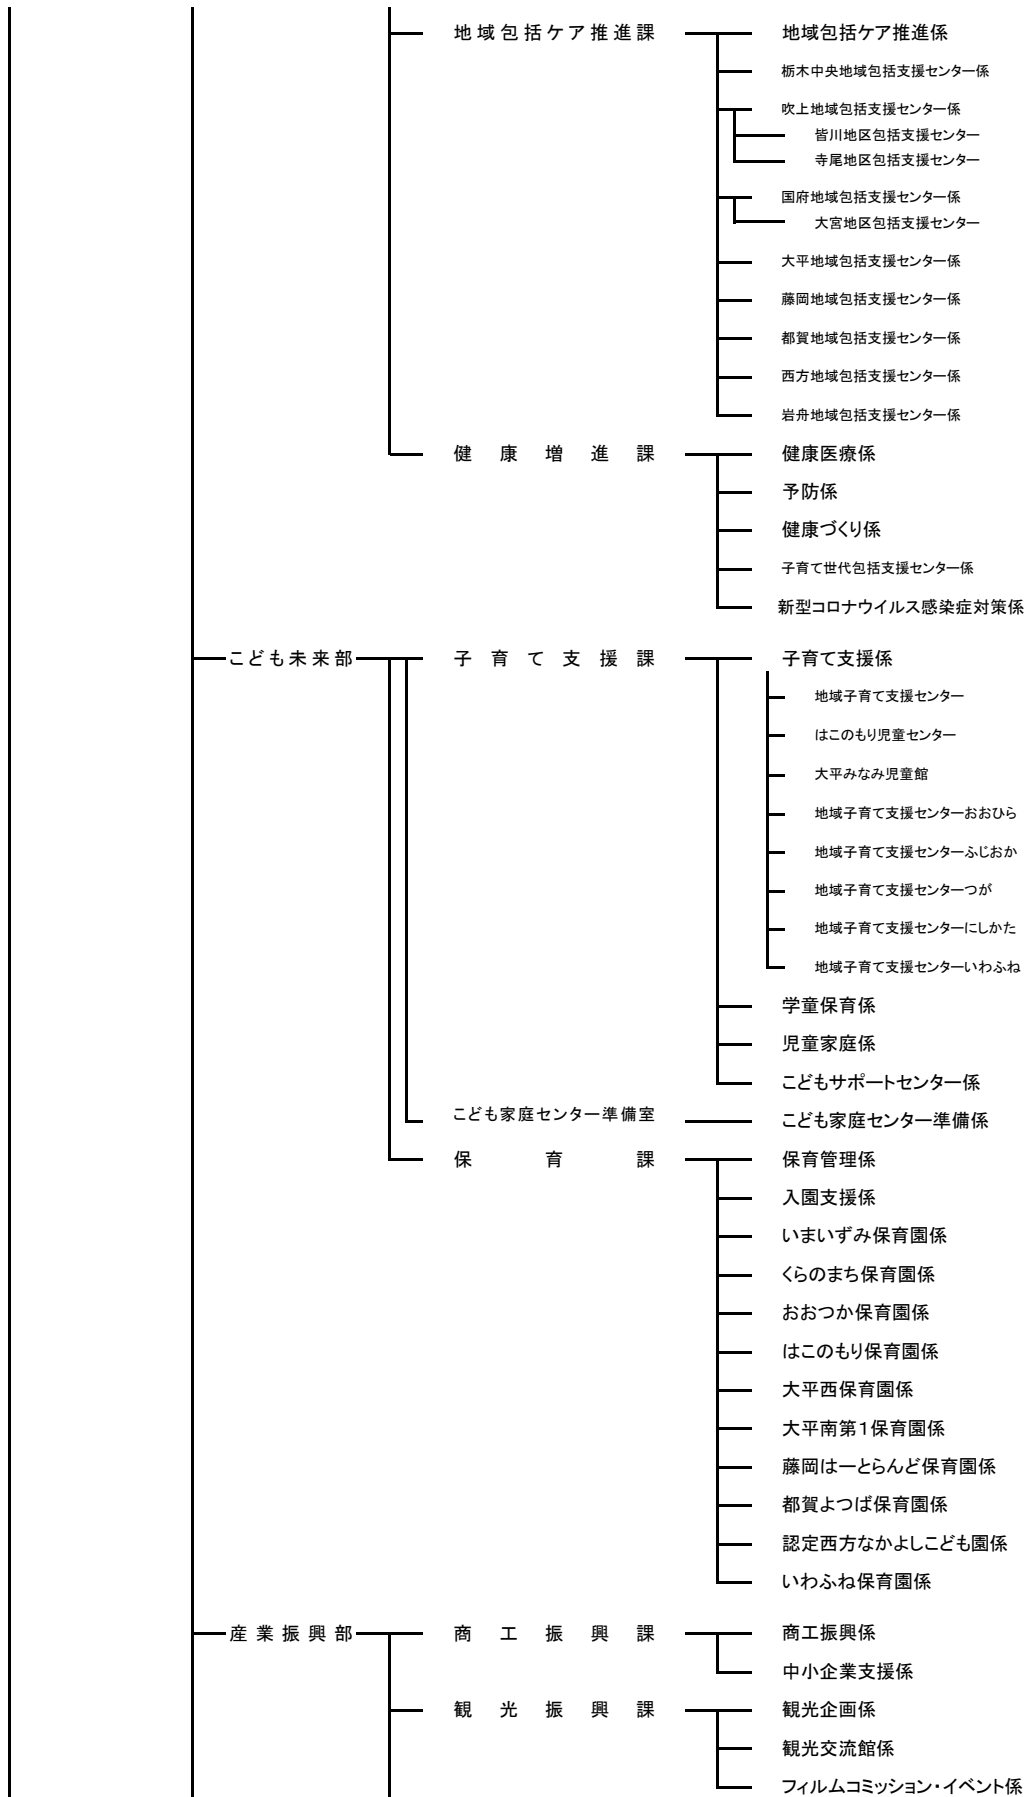 地域包括ケア推進課 地域包括ケア推進係
栃木中央地域包括支援センター係
吹上地域包括支援センター係
皆川地区包括支援センター
寺尾地区包括支援センター
国府地域包括支援センター係
大宮地区包括支援センター
大平地域包括支援センター係
藤岡地域包括支援センター係
都賀地域包括支援センター係
西方地域包括支援センター係
岩舟地域包括支援センター係
健康増進課 健康医療係
予防係
健康づくり係
子育て世代包括支援センター係
新型コロナウイルス感染症対策係
こども未来部 子育て支援課 子育て支援係
地域子育て支援センター
はこのもり児童センター
大平みなみ児童館
地域子育て支援センターおおひら
地域子育て支援センターふじおか
地域子育て支援センターつが
地域子育て支援センターにしかた
地域子育て支援センターいわふね
学童保育係
児童家庭係
こどもサポートセンター係
こども家庭センター準備室 こども家庭センター準備係
保育課 保育管理係
入園支援係
いまいずみ保育園係
くらのまち保育園係
おおつか保育園係
はこのもり保育園係
大平西保育園係
大平南第1保育園係
藤岡はーとらんど保育園係
都賀よつば保育園係
認定西方なかよしこども園係
いわふね保育園係
産業振興部 商工振興課 商工振興係
中小企業支援係
観光振興課 観光企画係
観光交流館係
フィルムコミッション・イベント係